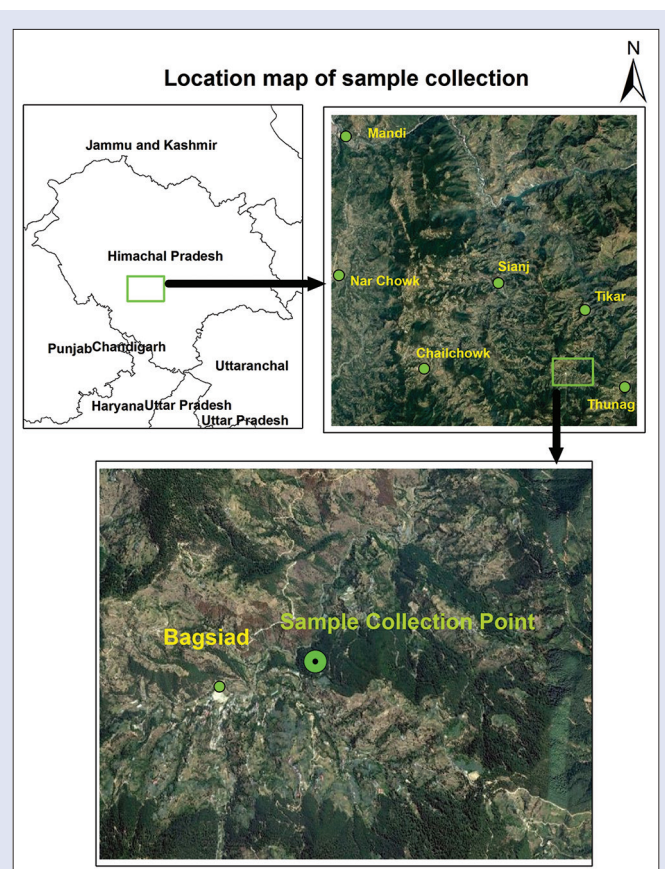 N
Location map of sample collection
Jammu and Kashmir
Himachal Pradesh
Punjab
Chandigarh
Uttaranchal
Haryana
Uttar Pradesh
Uttar Pradesh
Mandi
Nar Chowk
Sianj
Tikar
Chailchowk
Thunag
Sample Collection Point
Bagsiad